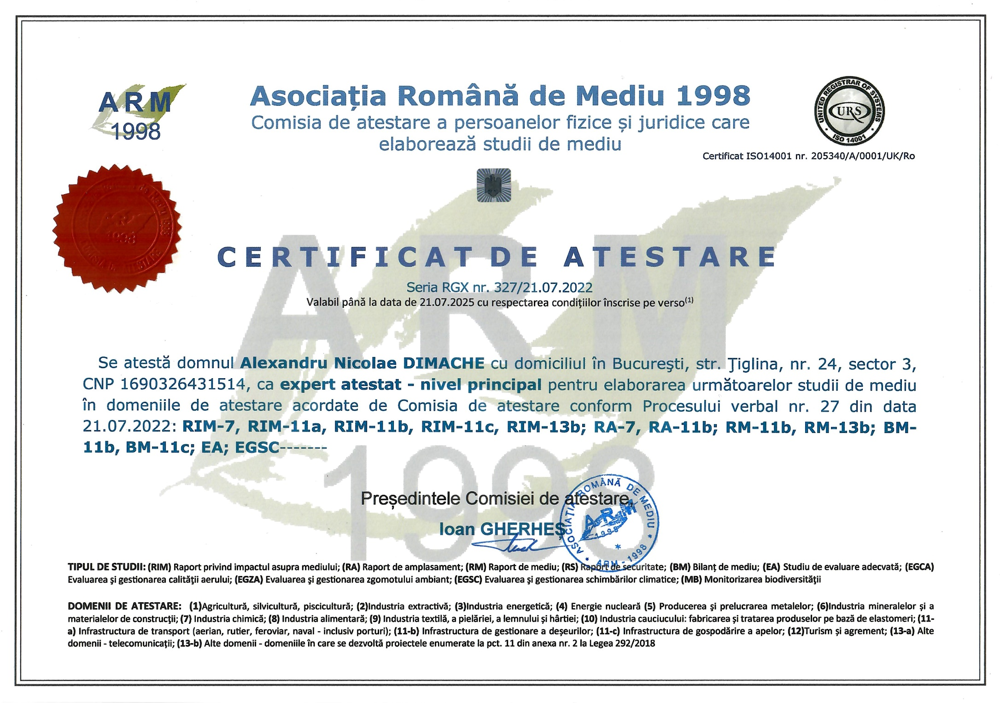 ARM
1998
Asociația Română de Mediu 1998
Comisia de atestare a persoanelor fizice și juridice care
elaborează studii de mediu
UNITED REGISTRAR OF SYSTEMS
URS
ISO 14001
Certificat ISO14001 nr. 205340/A/0001/UK/Ro
1998
CERTIFICAT DE ATESTARE
Seria RGX nr. 327/21.07.2022
Valabil până la data de 21.07.2025 cu respectarea condițiilor înscrise pe verso(1)
ARM
1998
Se atestă domnul Alexandru Nicolae DIMACHE cu domiciliul în Bucureşti, str. Ţiglina, nr. 24, sector 3,
CNP 1690326431514, ca expert atestat - nivel principal pentru elaborarea următoarelor studii de mediu
în domeniile de atestare acordate de Comisia de atestare conform Procesului verbal nr. 27 din data
21.07.2022: RIM-7, RIM-11a, RIM-11b, RIM-11c, RIM-13b; RA-7, RA-11b; RM-11b, RM-13b; BM-
11b, BM-11c; EA; EGSC-------
Președintele Comisiei de atestare,
Ioan GHERHEȘ
ASOCIAȚIA ROMÂNĂ DE MEDIU * ARM - 1998 *
ARM
1998
TIPUL DE STUDII: (RIM) Raport privind impactul asupra mediului; (RA) Raport de amplasament; (RM) Raport de mediu; (RS) Raport de securitate; (BM) Bilanț de mediu; (EA) Studiu de evaluare adecvată; (EGCA)
Evaluarea şi gestionarea calităţii aerului; (EGZA) Evaluarea şi gestionarea zgomotului ambiant; (EGSC) Evaluarea şi gestionarea schimbărilor climatice; (MB) Monitorizarea biodiversităţii
DOMENII DE ATESTARE: (1)Agricultură, silvicultură, piscicultură; (2)Industria extractivă; (3)Industria energetică; (4) Energie nucleară (5) Producerea şi prelucrarea metalelor; (6)Industria mineralelor și a
materialelor de construcţii; (7) Industria chimică; (8) Industria alimentară; (9) Industria textilă, a pielăriei, a lemnului şi hârtiei; (10) Industria cauciucului: fabricarea și tratarea produselor pe bază de elastomeri; (11-
a) Infrastructura de transport (aerian, rutier, feroviar, naval - inclusiv porturi); (11-b) Infrastructura de gestionare a deșeurilor; (11-c) Infrastructura de gospodărire a apelor; (12)Turism și agrement; (13-a) Alte
domenii - telecomunicații; (13-b) Alte domenii - domeniile în care se dezvoltă proiectele enumerate la pct. 11 din anexa nr. 2 la Legea 292/2018